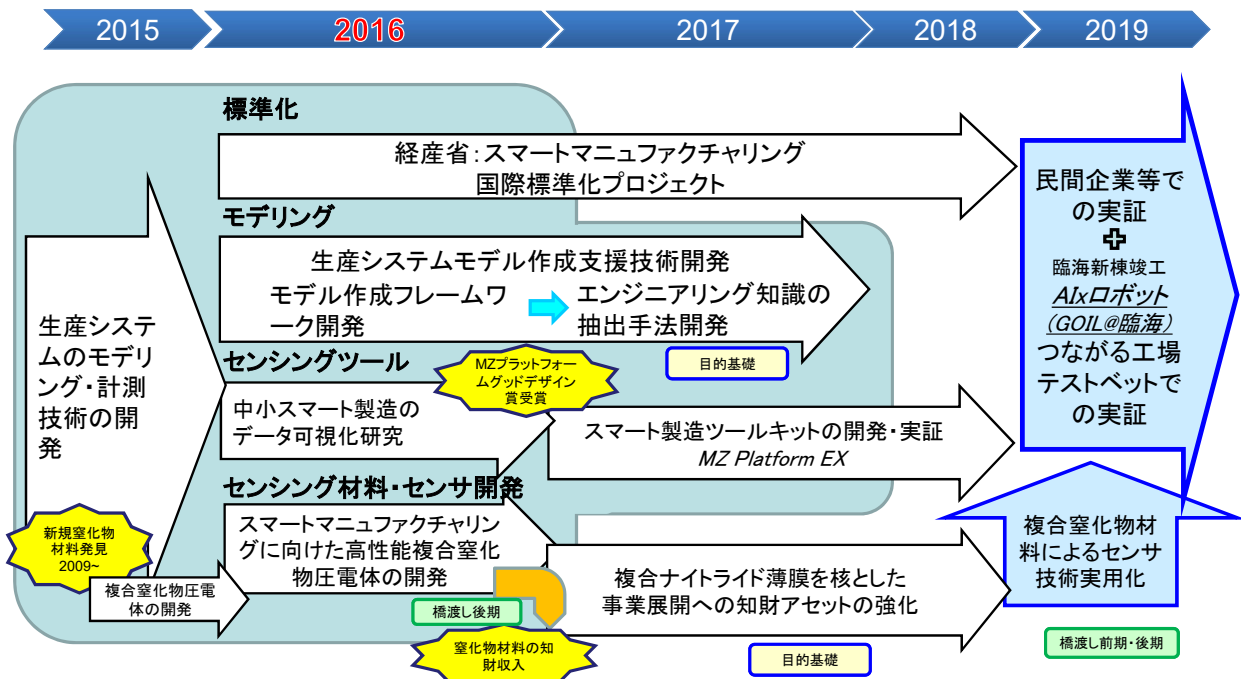 2015
2016
2017
2018
2019
標準化
経産省：スマートマニュファクチャリング
国際標準化プロジェクト
モデリング
生産システムモデル作成支援技術開発
モデル作成フレームワ
ーク開発
エンジニアリング知識の
抽出手法開発
目的基礎
生産システ
ムのモデリ
ング・計測
技術の開
発
センシングツール
MZプラットフォー
ムグッドデザイン
賞受賞
中小スマート製造の
データ可視化研究
スマート製造ツールキットの開発・実証
MZ Platform EX
センシング材料・センサ開発
新規窒化物
材料発見
2009~
複合窒化物圧電
体の開発
スマートマニュファクチャリン
グに向けた高性能複合窒化
物圧電体の開発
橋渡し後期
窒化物材料の知
財収入
複合ナイトライド薄膜を核とした
事業展開への知財アセットの強化
目的基礎
民間企業等で
の実証
臨海新棟竣工
AIxロボット
（GOIL@臨海）
つながる工場
テストベットで
の実証
複合窒化物材
料によるセンサ
技術実用化
橋渡し前期・後期